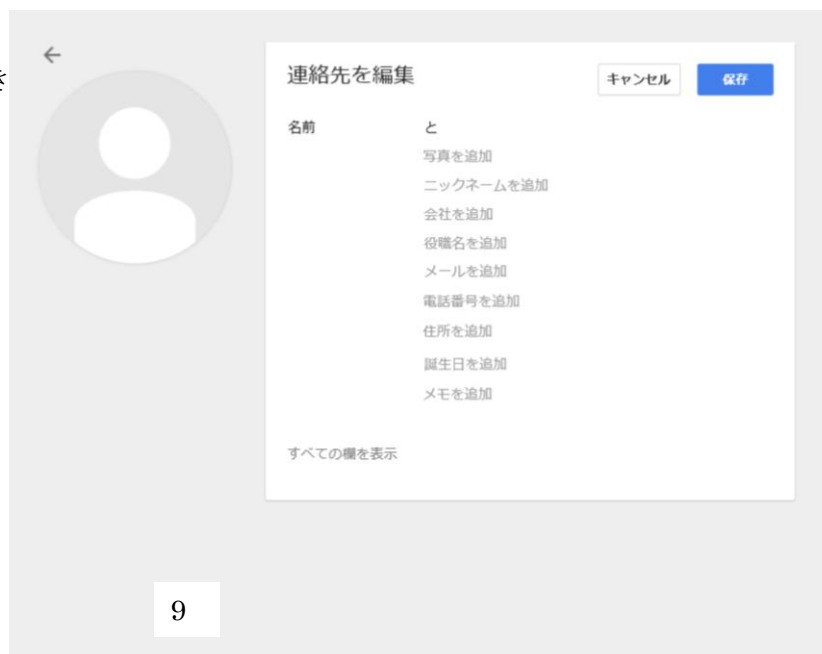 を
連絡先を編集
キャンセル
保存
名前
と
写真を追加
ニックネームを追加
会社を追加
役職名を追加
メールを追加
電話番号を追加
住所を追加
誕生日を追加
メモを追加
すべての欄を表示
9